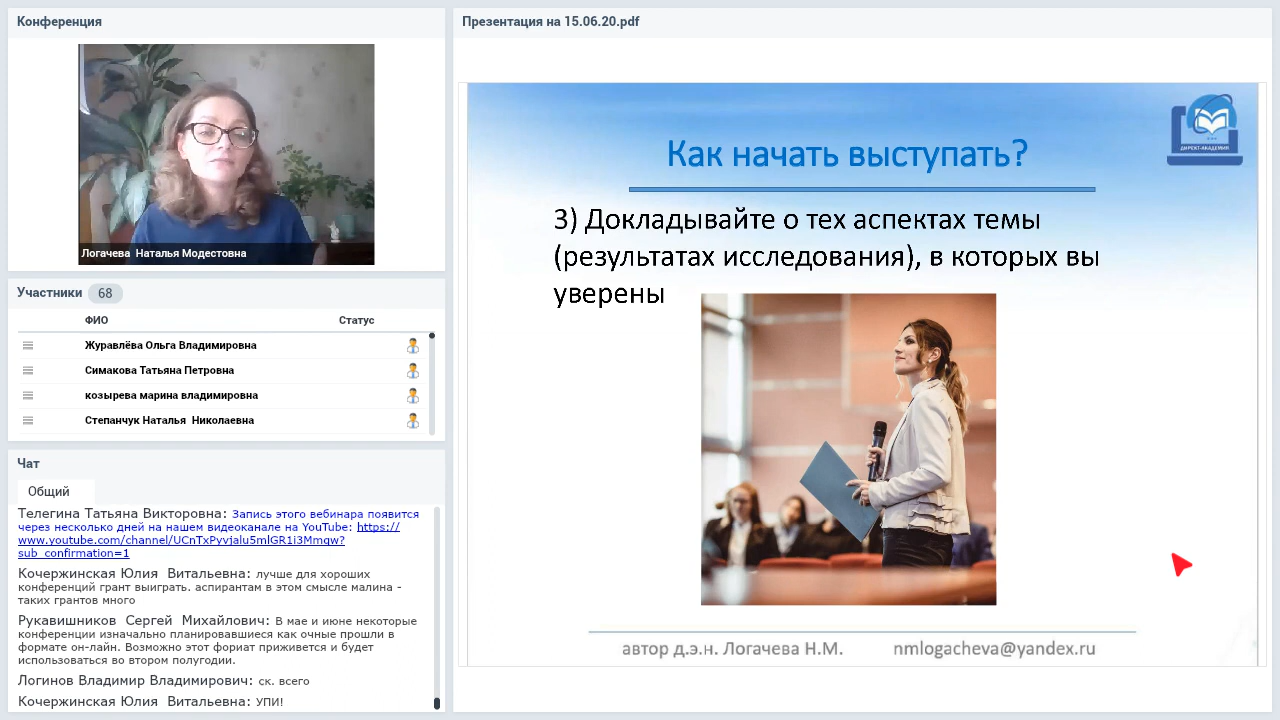 Конференция
Логачева  Наталья Модестовна
Участники 68
ФИО Статус
Журавлёва Ольга Владимировна
Симакова Татьяна Петровна
козырева марина владимировна
Степанчук Наталья  Николаевна
Чат
Общий
Телегина Татьяна Викторовна: Запись этого вебинара появится
через несколько дней на нашем видеоканале на YouTube: https://
www.youtube.com/channel/UCnTxPyvjalu5mlGR1i3Mmqw?
sub_confirmation=1
Кочержинская Юлия  Витальевна: лучше для хороших
конференций грант выиграть. аспирантам в этом смысле малина -
таких грантов много
Рукавишников  Сергей  Михайлович: В мае и июне некоторые
конференции изначально планировавшиеся как очные прошли в
формате он-лайн. Возможно этот фориат приживется и будет
использоваться во втором полугодии.
Логинов Владимир Владимирович: ск. всего
Кочержинская Юлия  Витальевна: УПИ!
Презентация на 15.06.20.pdf
ДИРЕКТ-АКАДЕМИЯ
Как начать выступать?
3) Докладывайте о тех аспектах темы
(результатах исследования), в которых вы
уверены
автор д.э.н. Логачева Н.М. nmlogacheva@yandex.ru